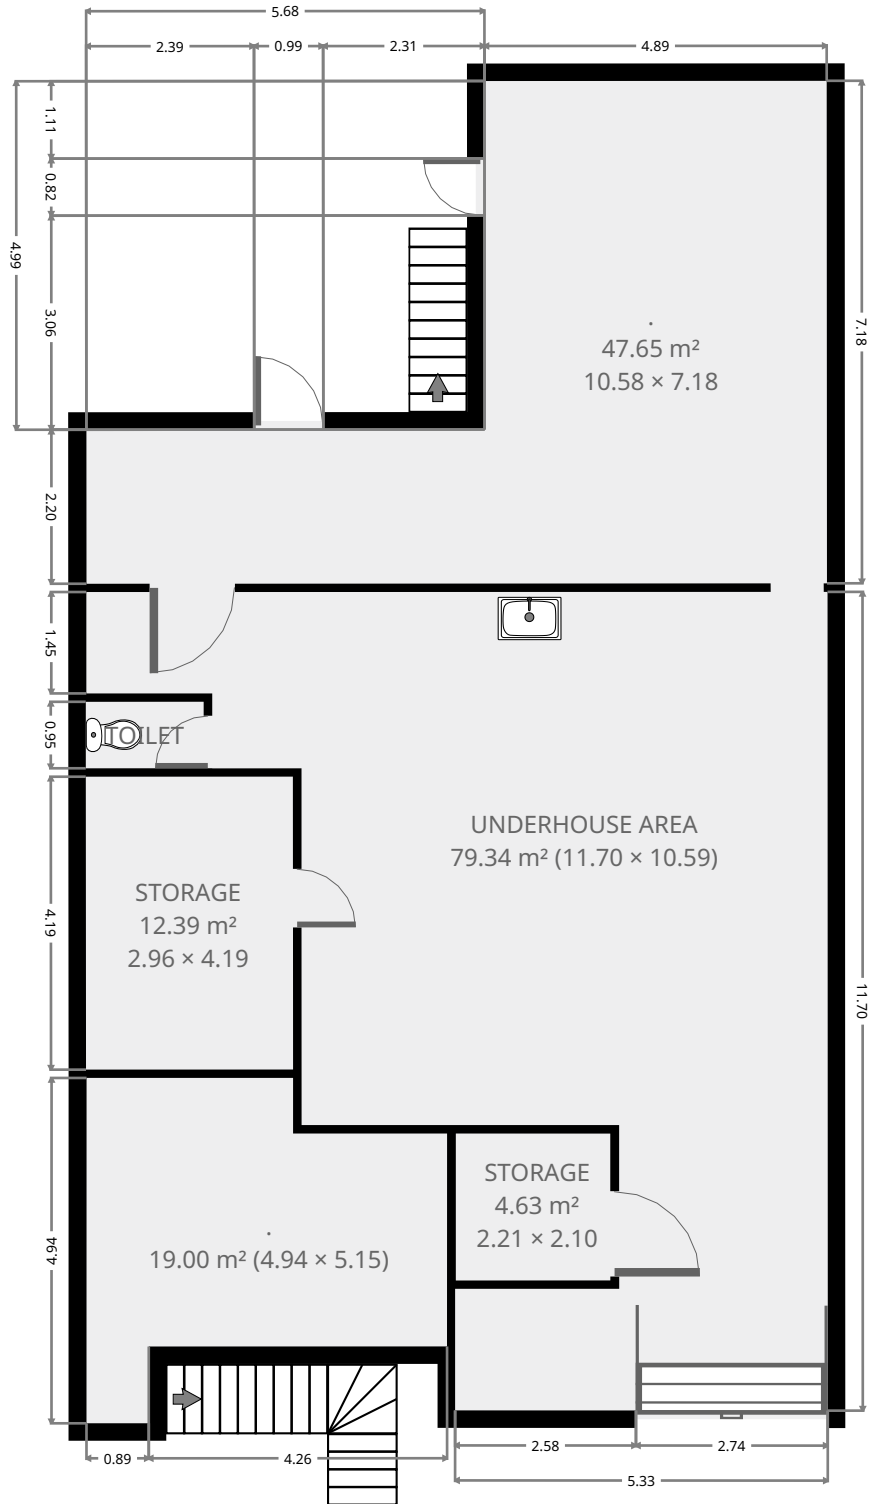 5.68
2.39
0.99
2.31
4.89
1.11
0.82
4.99
3.06
7.18
.
47.65 m²
10.58 × 7.18
2.20
1.45
0.95
TOILET
UNDERHOUSE AREA
79.34 m² (11.70 × 10.59)
STORAGE
12.39 m²
2.96 × 4.19
4.19
11.70
STORAGE
4.63 m²
2.21 × 2.10
.
19.00 m² (4.94 × 5.15)
4.94
0.89
4.26
2.58
2.74
5.33